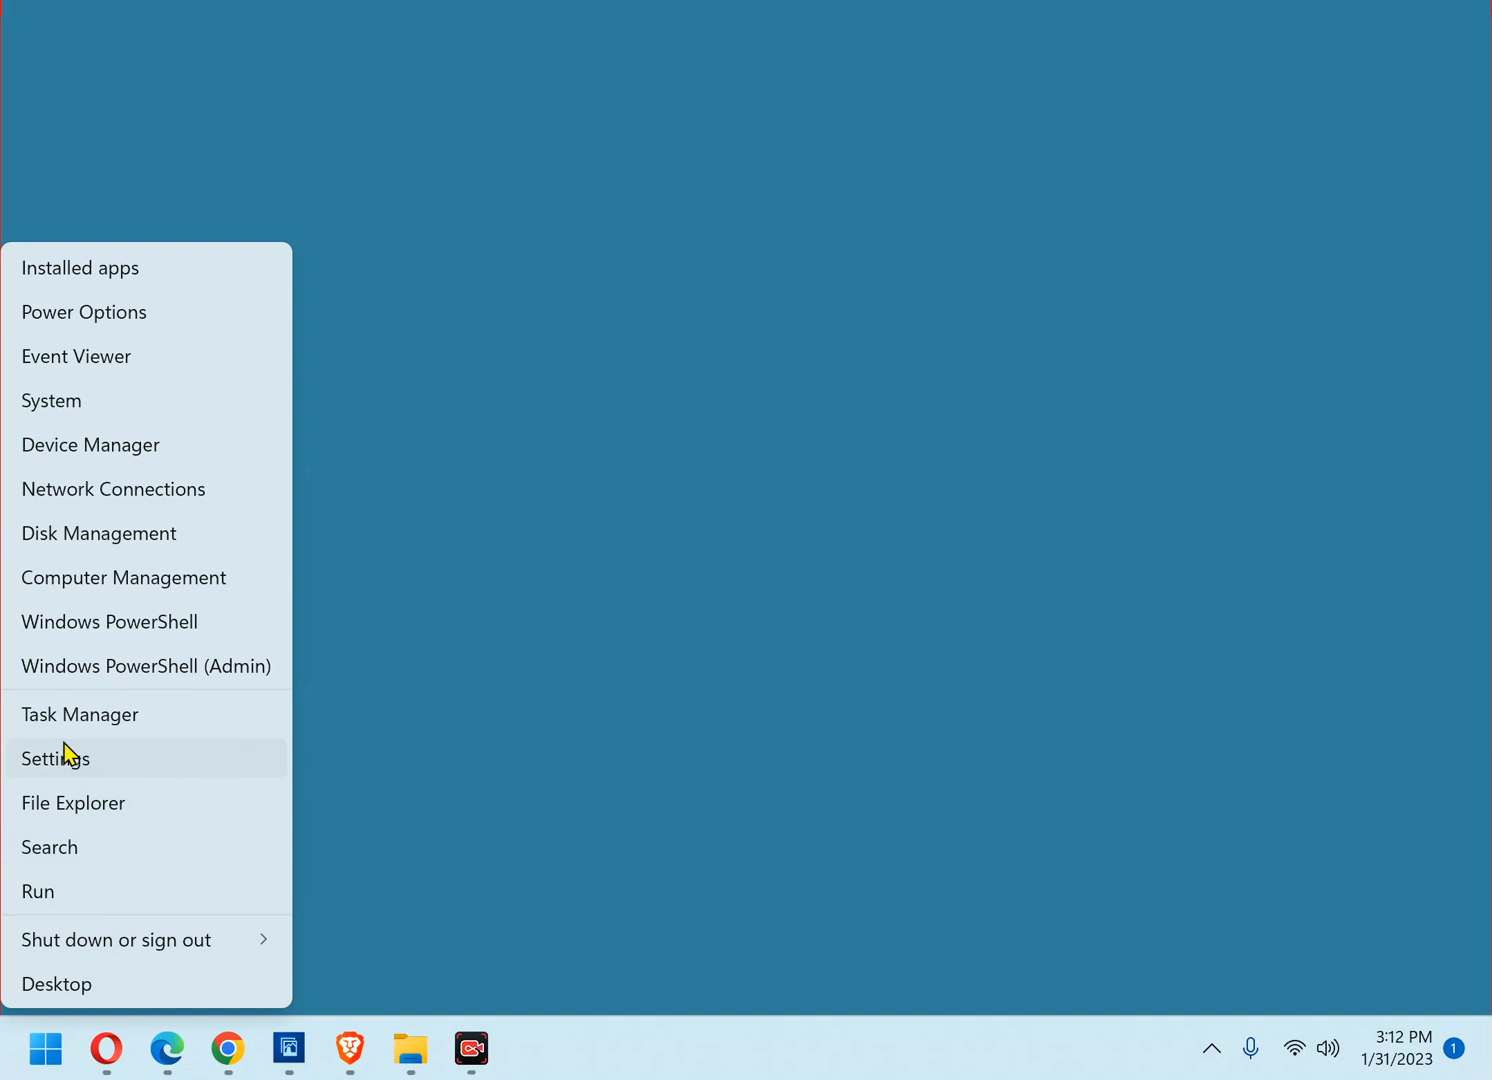 Installed apps
Power Options
Event Viewer
System
Device Manager
Network Connections
Disk Management
Computer Management
Windows PowerShell
Windows PowerShell (Admin)
Task Manager
Settings
File Explorer
Search
Run
Shut down or sign out
Desktop
3:12 PM
1/31/2023
1